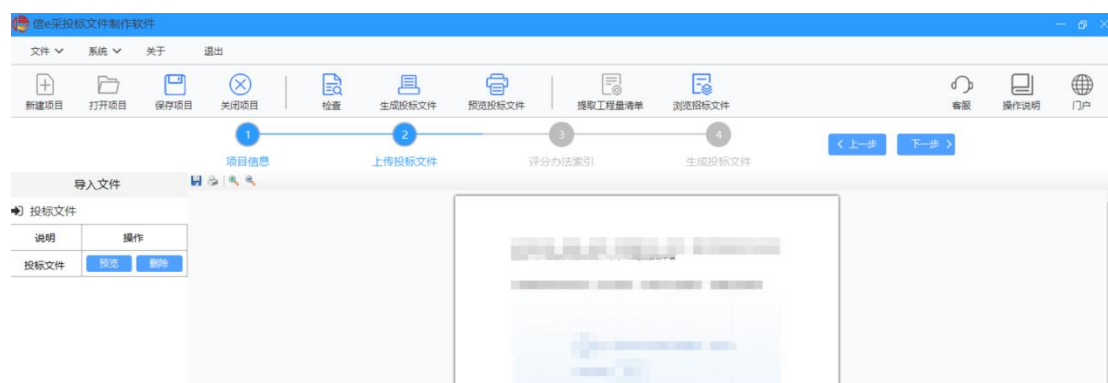 信e采投标文件制作软件
文件 系统 关于 退出
新建项目 打开项目 保存项目 关闭项目 检查 生成投标文件 预览投标文件 提取工程量清单 浏览招标文件 客服 操作说明 门户
1 2 3 4
项目信息 上传投标文件 评分办法索引 生成投标文件
上一步 下一步
导入文件
投标文件
说明 操作
投标文件 预览 删除